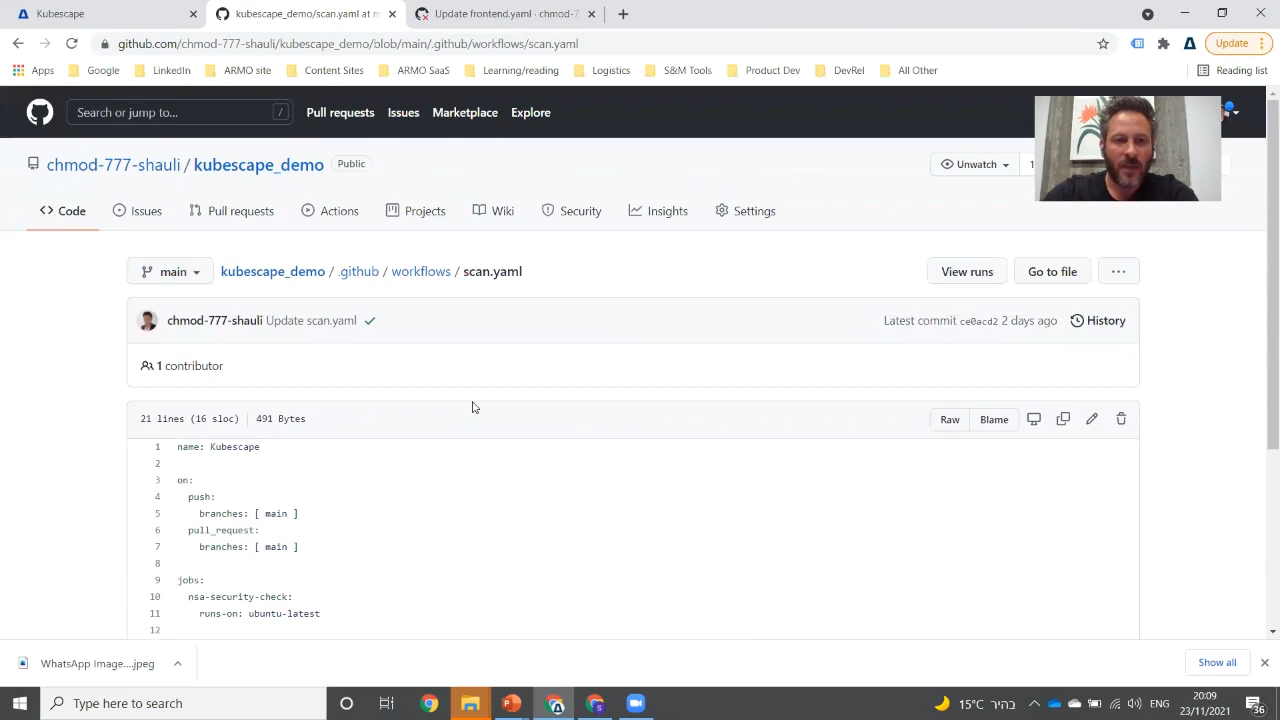 Kubescape
kubescape_demo/scan.yaml at m
Update frontend.yaml · chmod-7
github.com/chmod-777-shauli/kubescape_demo/blob/main/.github/workflows/scan.yaml
Update
Apps
Google
LinkedIn
ARMO site
Content Sites
ARMO SaaS
Learning/reading
Logistics
S&M Tools
Product Dev
DevRel
All Other
Reading list
Search or jump to...
/
Pull requests
Issues
Marketplace
Explore
chmod-777-shauli / kubescape_demo
Public
Unwatch
1
Code
Issues
Pull requests
Actions
Projects
Wiki
Security
Insights
Settings
main
kubescape_demo / .github / workflows / scan.yaml
View runs
Go to file
chmod-777-shauli Update scan.yaml
Latest commit ce0acd2 2 days ago
History
1 contributor
21 lines (16 sloc)
491 Bytes
Raw
Blame
1 name: Kubescape
2
3 on:
4 push:
5 branches: [ main ]
6 pull_request:
7 branches: [ main ]
8
9 jobs:
10 nsa-security-check:
11 runs-on: ubuntu-latest
12
WhatsApp Image....jpeg
Show all
Type here to search
15°C בהיר
ENG
20:09
23/11/2021
36